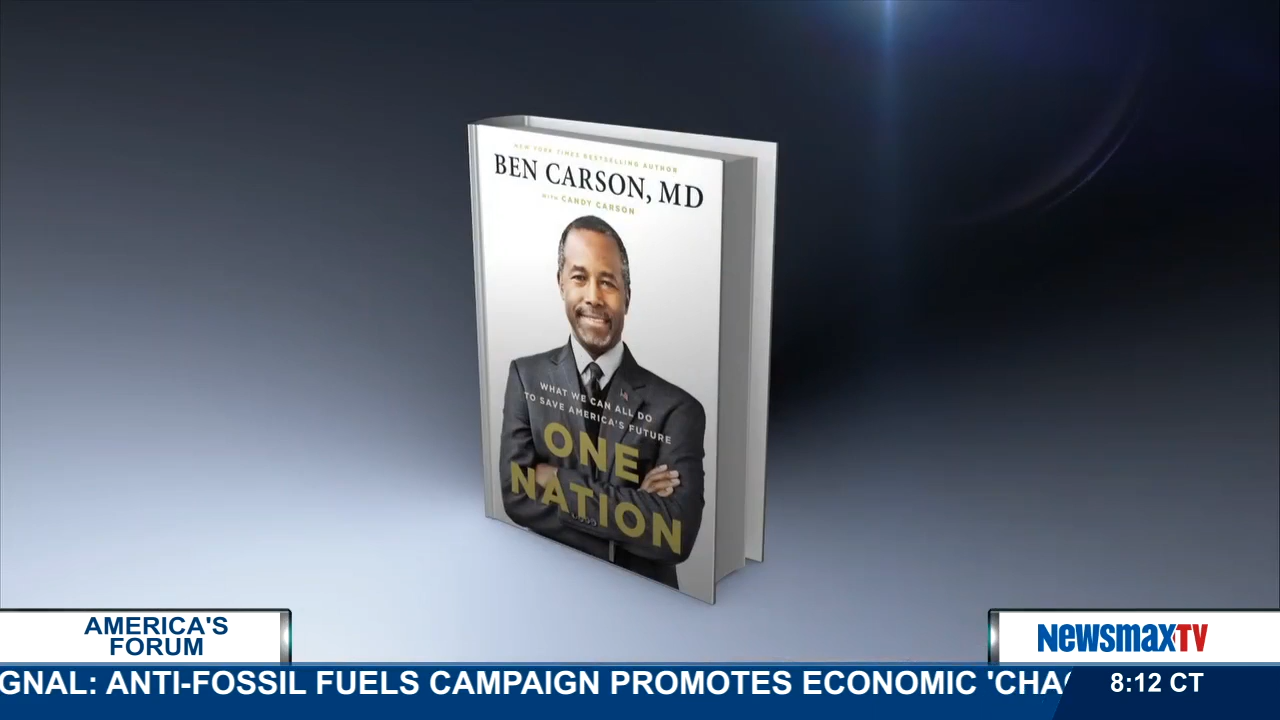 NEW YORK TIMES BESTSELLING AUTHOR
BEN CARSON, MD
WITH CANDY CARSON
WHAT WE CAN ALL DO
TO SAVE AMERICA'S FUTURE
ONE
NATION
AMERICA'S
FORUM
NEWSMAXTV
GNAL: ANTI-FOSSIL FUELS CAMPAIGN PROMOTES ECONOMIC 'CHA
8:12 CT